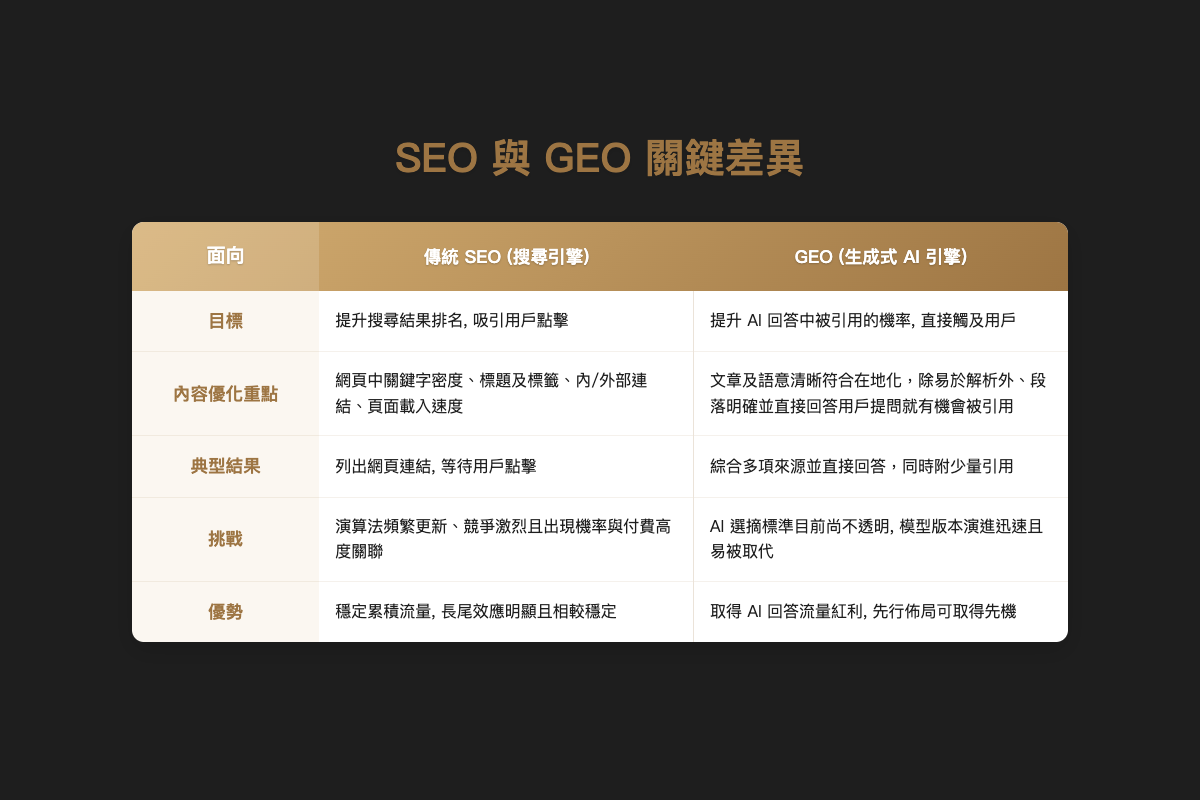 SEO 與 GEO 關鍵差異
面向
傳統 SEO (搜尋引擎)
GEO (生成式 AI 引擎)
目標
提升搜尋結果排名, 吸引用戶點擊
提升 AI 回答中被引用的機率, 直接觸及用戶
內容優化重點
網頁中關鍵字密度、標題及標籤、內/外部連
結、頁面載入速度
文章及語意清晰符合在地化，除易於解析外、段
落明確並直接回答用戶提問就有機會被引用
典型結果
列出網頁連結, 等待用戶點擊
綜合多項來源並直接回答，同時附少量引用
挑戰
演算法頻繁更新、競爭激烈且出現機率與付費高
度關聯
AI 選摘標準目前尚不透明, 模型版本演進迅速且
易被取代
優勢
穩定累積流量, 長尾效應明顯且相較穩定
取得 AI 回答流量紅利, 先行佈局可取得先機